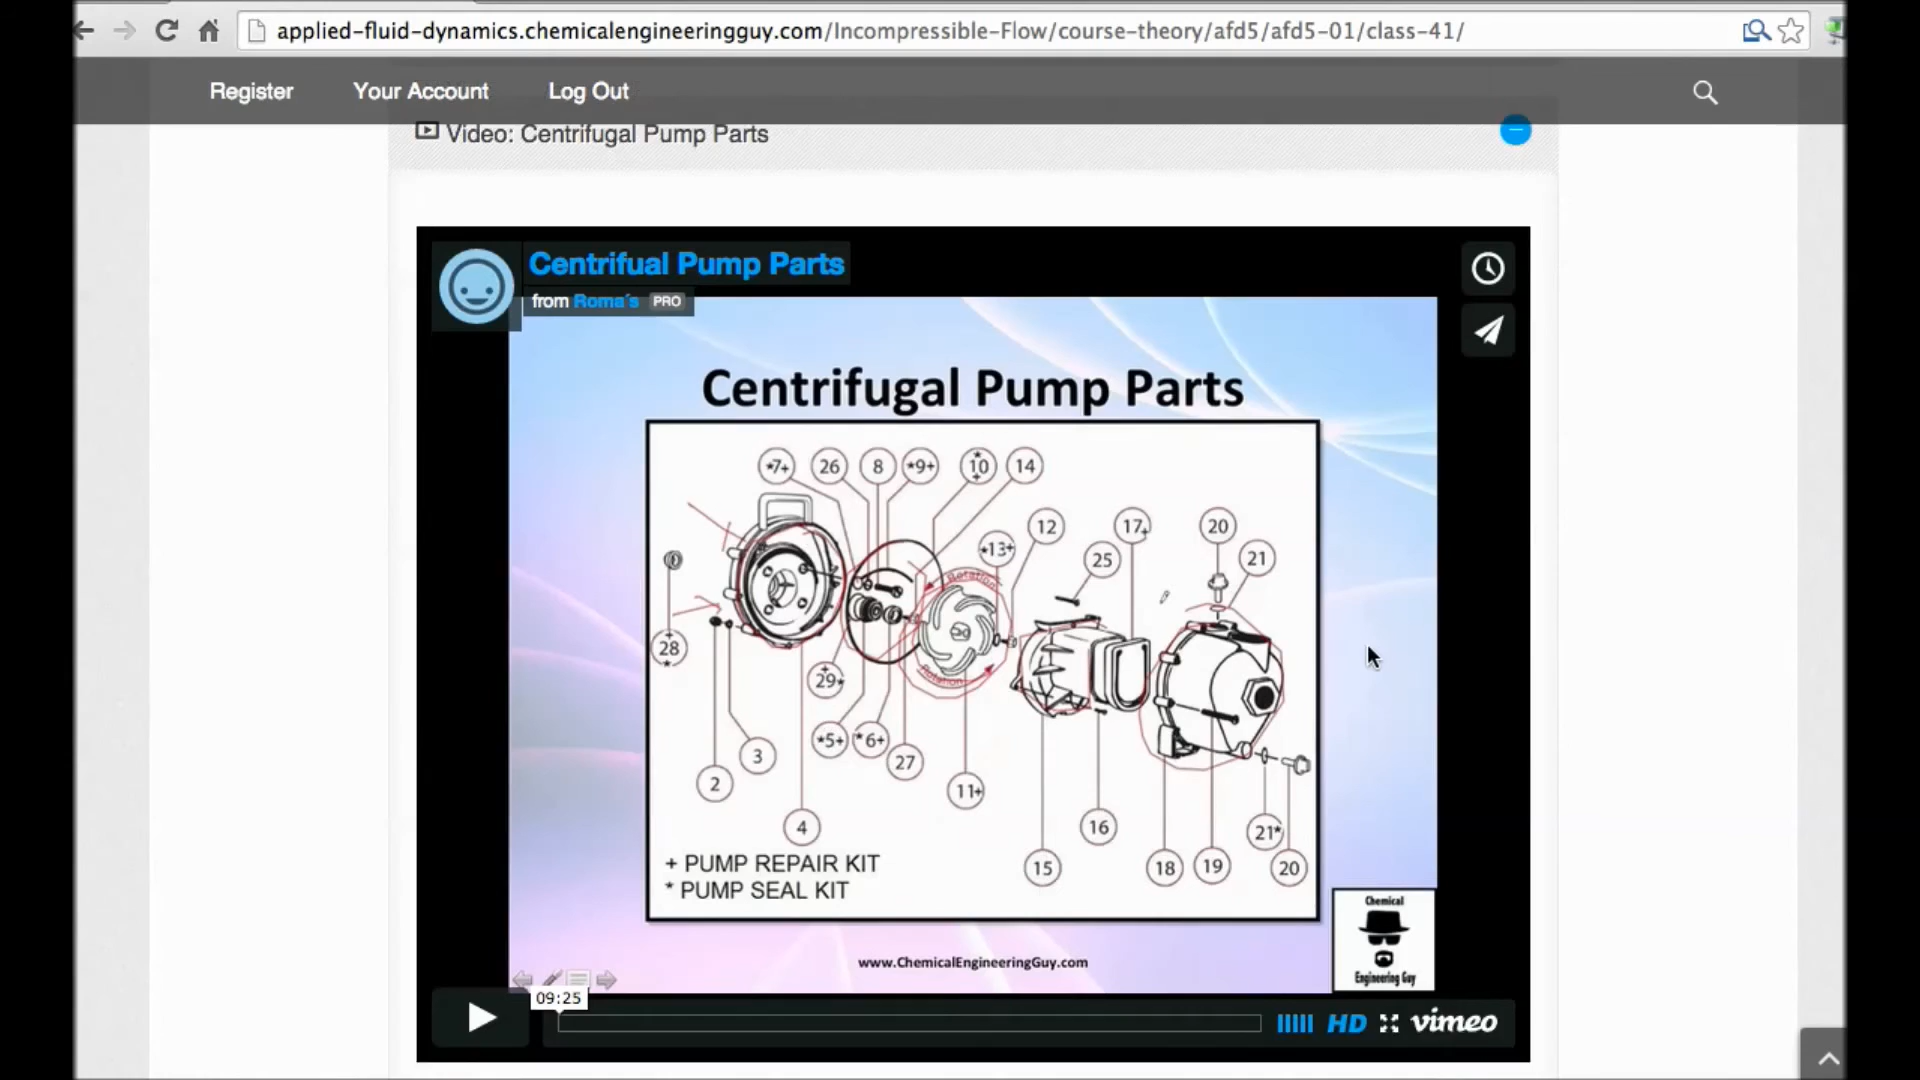 applied-fluid-dynamics.chemicalengineeringguy.com/Incompressible-Flow/course-theory/afd5/afd5-01/class-41/
Register Your Account Log Out
Video: Centrifugal Pump Parts
Centrifual Pump Parts
from Roma´s PRO
Centrifugal Pump Parts
*7+ 26 8 *9+ *10+ 14
12 17+ 20
*13+ 25 21
Rotation
+28* +29*
Rotation
*5+ *6+ 27
3
2 11+
4 16 21*
15 18 19 20
+ PUMP REPAIR KIT
* PUMP SEAL KIT
Chemical
Engineering Guy
www.ChemicalEngineeringGuy.com
09:25
HD vimeo